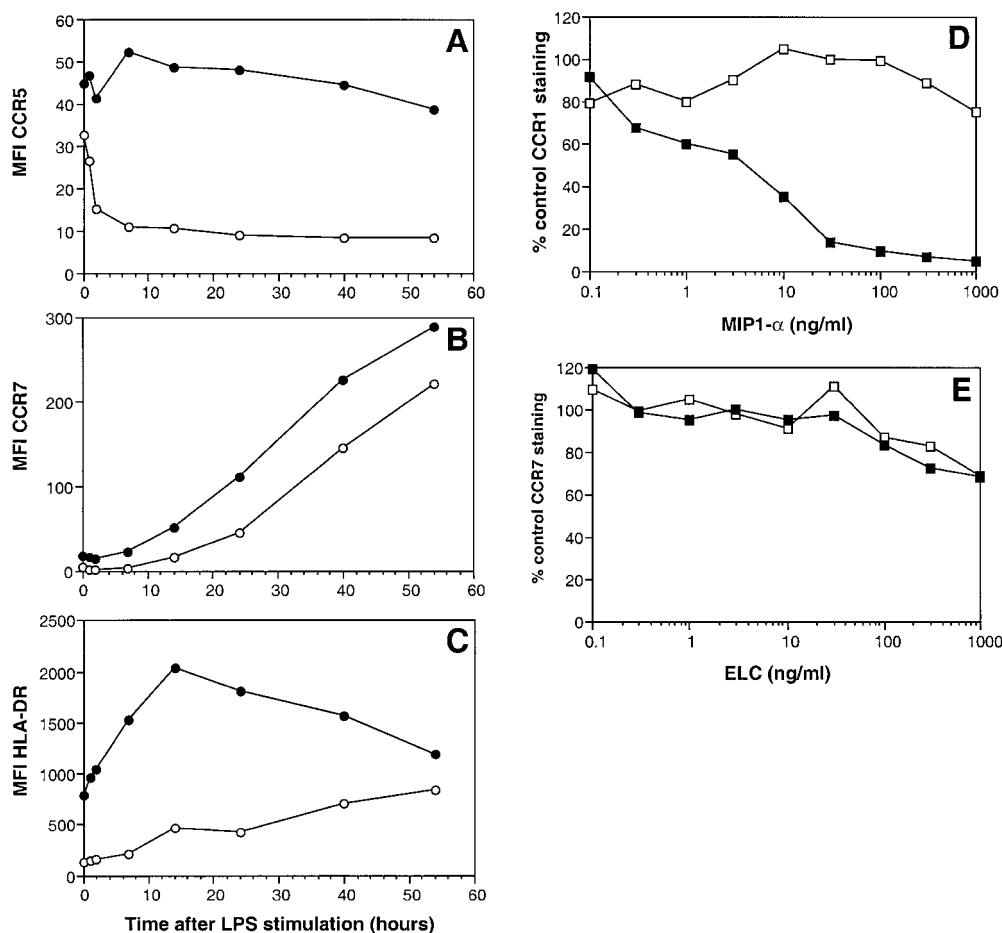 A
MFI CCR5
60
50
40
30
20
10
0
0 10 20 30 40 50 60
B
MFI CCR7
300
200
100
0
0 10 20 30 40 50 60
C
MFI HLA-DR
2500
2000
1500
1000
500
0
0 10 20 30 40 50 60
Time after LPS stimulation (hours)
D
% control CCR1 staining
120
100
80
60
40
20
0
0.1 1 10 100 1000
MIP1-α (ng/ml)
E
% control CCR7 staining
120
100
80
60
40
20
0
0.1 1 10 100 1000
ELC (ng/ml)